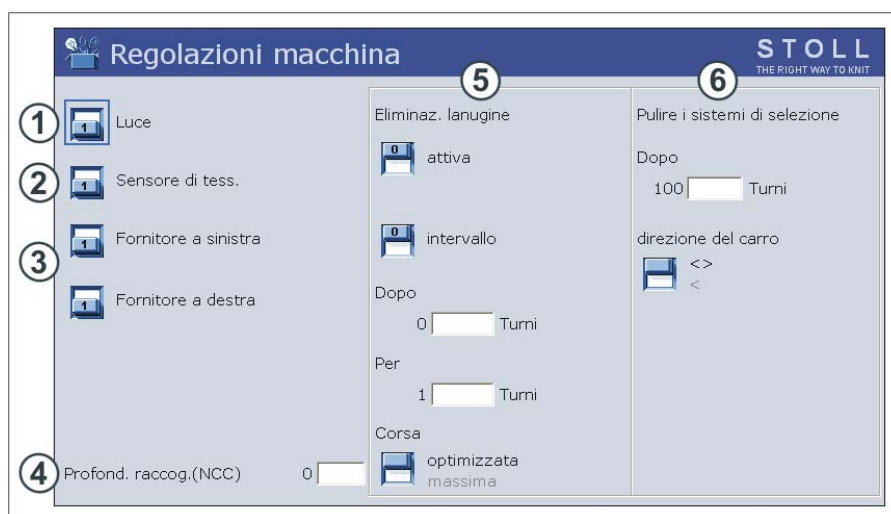 Regolazioni macchina
STOLL
THE RIGHT WAY TO KNIT
1
1
Luce
2
1
Sensore di tess.
3
1
Fornitore a sinistra
1
Fornitore a destra
4
Profond. raccog.(NCC) 0
5
Eliminaz. lanugine
0
attiva
0
intervallo
Dopo
0 Turni
Per
1 Turni
Corsa
optimizzata
massima
6
Pulire i sistemi di selezione
Dopo
100 Turni
direzione del carro
<>
<